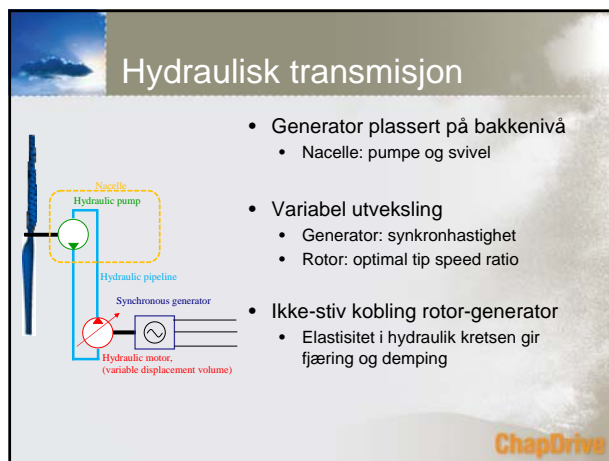 Hydraulisk transmisjon
Nacelle
Hydraulic pump
Hydraulic pipeline
Synchronous generator
Hydraulic motor,
(variable displacement volume)
• Generator plassert på bakkenivå
• Nacelle: pumpe og svivel
• Variabel utveksling
• Generator: synkronhastighet
• Rotor: optimal tip speed ratio
• Ikke-stiv kobling rotor-generator
• Elastisitet i hydraulik kretsen gir
fjæring og demping
ChapDrive